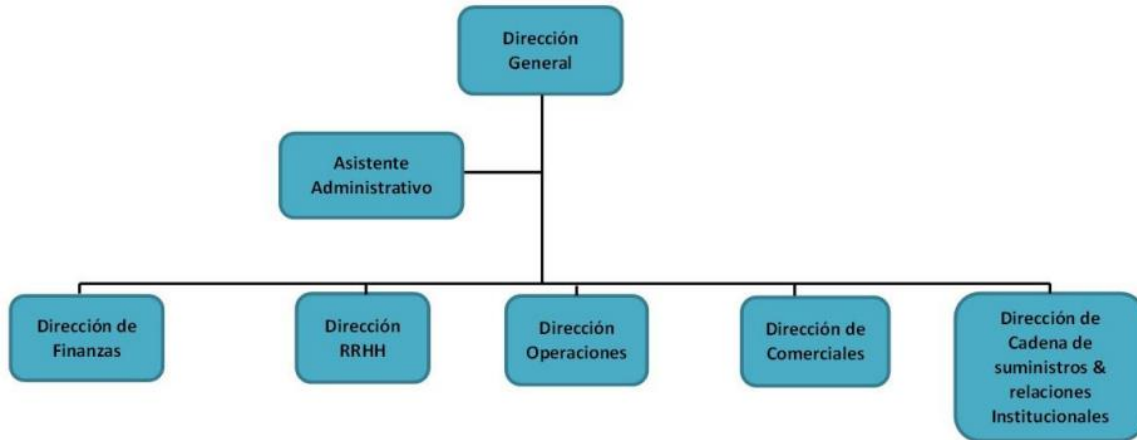 Dirección
General
Asistente
Administrativo
Dirección de
Finanzas
Dirección
RRHH
Dirección
Operaciones
Dirección de
Comerciales
Dirección de
Cadena de
suministros &
relaciones
Institucionales